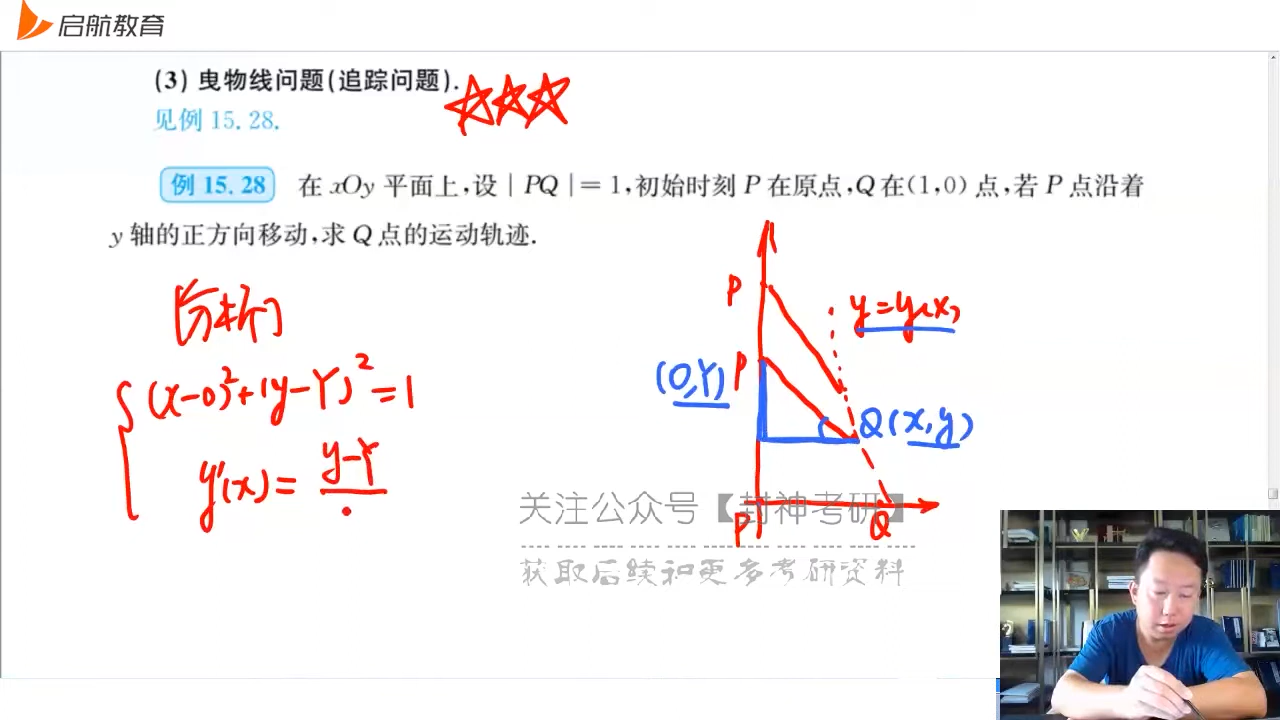 启航教育
(3) 曳物线问题(追踪问题).
见例 15.28.
例 15.28 在 xOy 平面上,设 | PQ | = 1,初始时刻 P 在原点,Q 在(1,0) 点,若 P 点沿着
y 轴的正方向移动,求 Q 点的运动轨迹.
[分析]
(x-0)²+(y-Y)²=1
y'(x)= y-Y
P
y=y(x)
(0,Y) P
Q(x,y)
P
Q
关注公众号【封神考研】
获取后续和更多考研资料